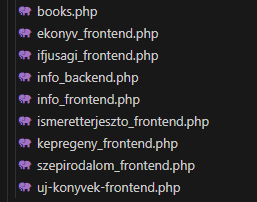 books.php
ekonyv_frontend.php
ifjusagi_frontend.php
info_backend.php
info_frontend.php
ismeretterjeszto_frontend.php
kepregeny_frontend.php
szepirodalom_frontend.php
uj-konyvek-frontend.php